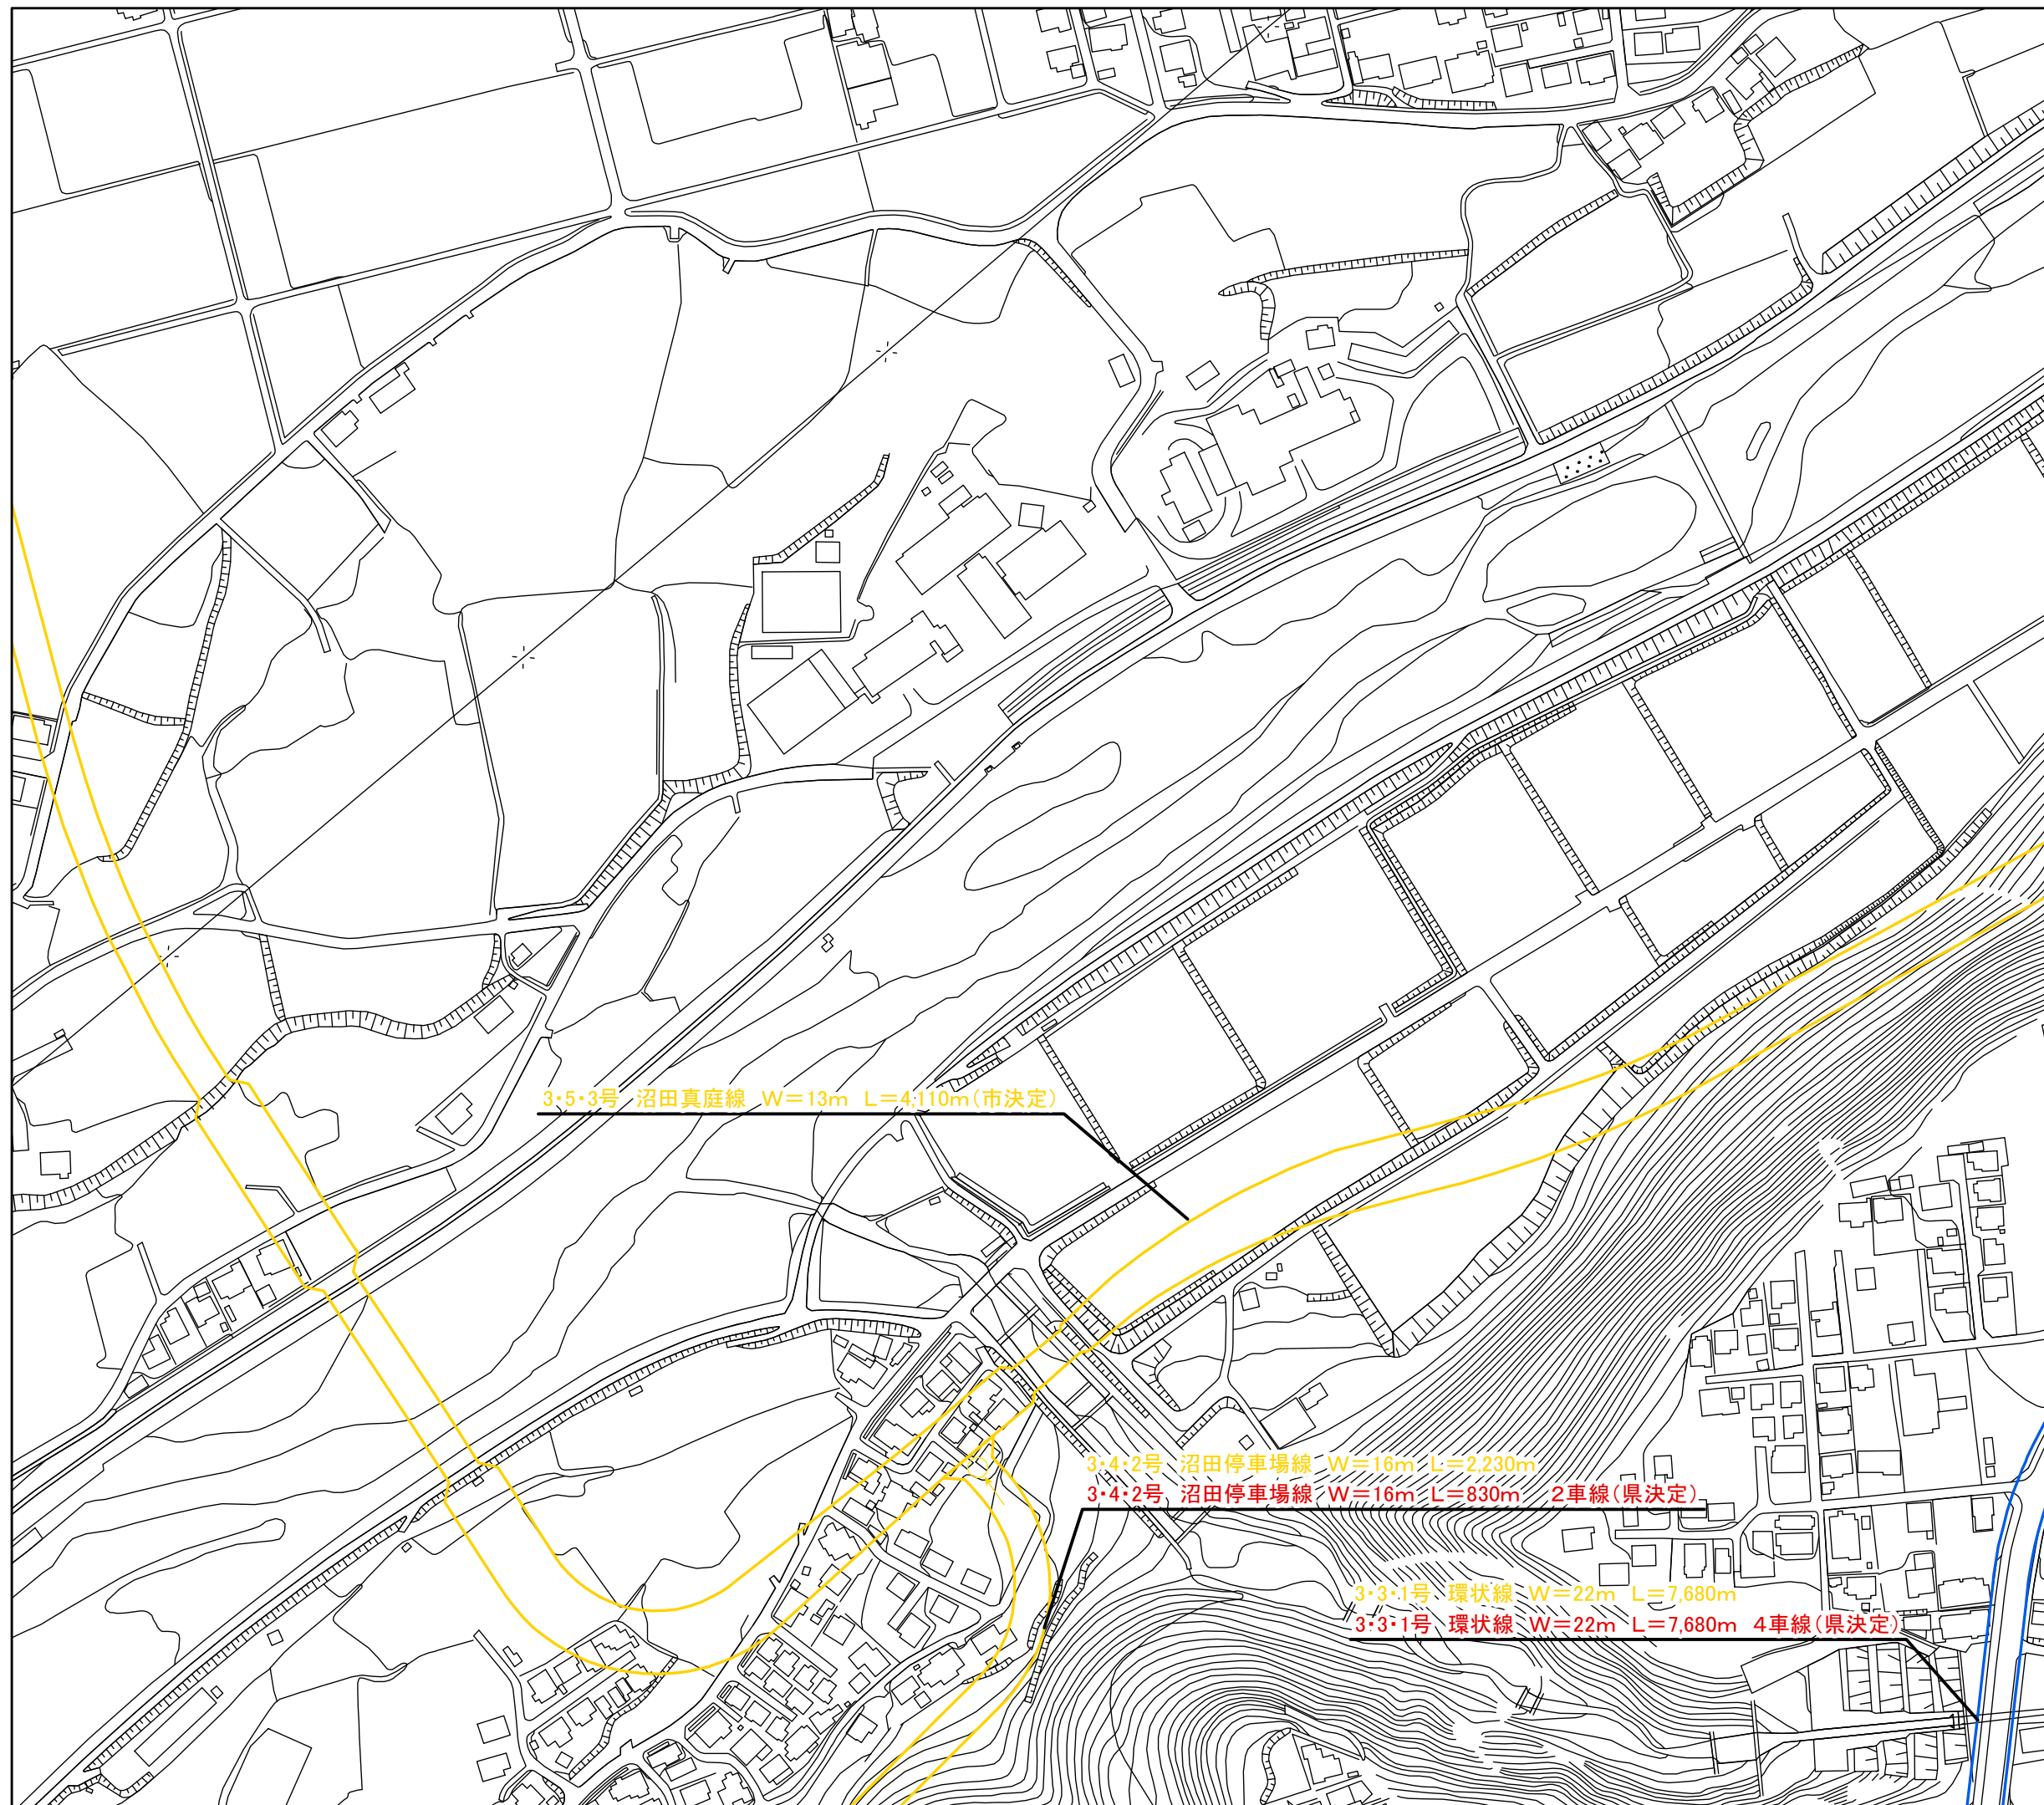 3・5・3号 沼田真庭線 W=13m L=4,110m(市決定)
3・4・2号 沼田停車場線 W=16m L=2,230m
3・4・2号 沼田停車場線 W=16m L=830m 2車線(県決定)
3・3・1号 環状線 W=22m L=7,680m
3・3・1号 環状線 W=22m L=7,680m 4車線(県決定)